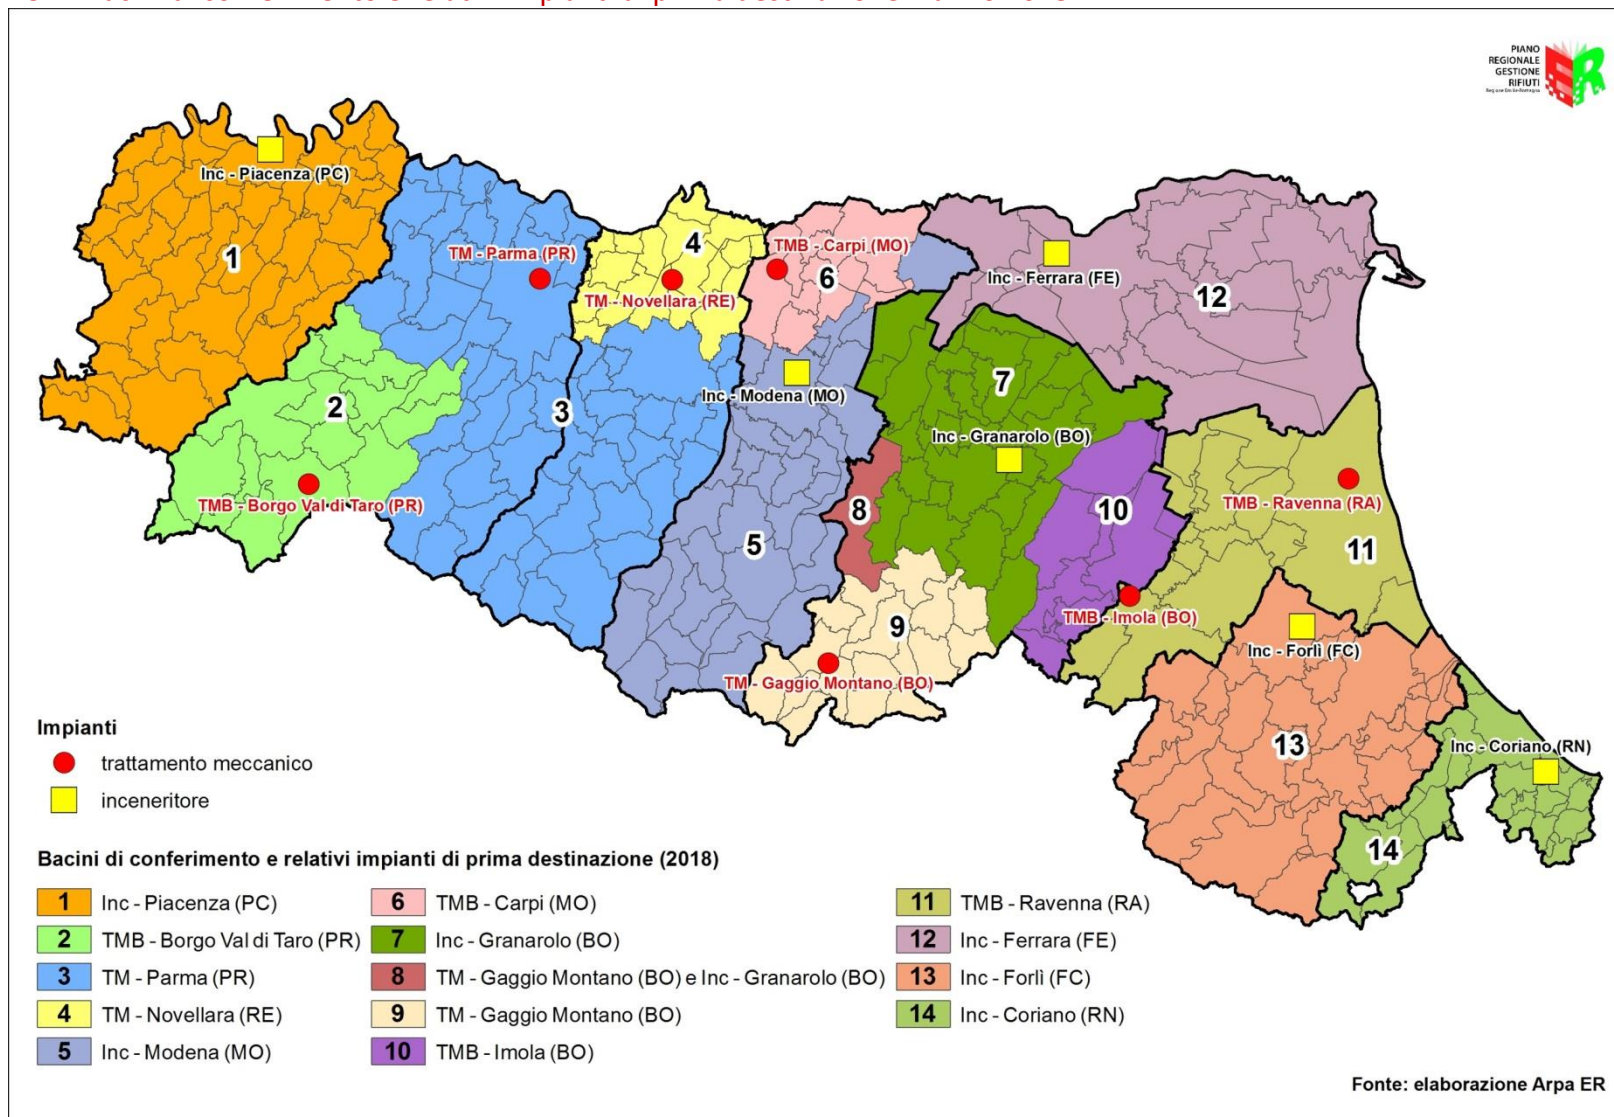 PIANO
REGIONALE
GESTIONE
RIFIUTI
Regione Emilia-Romagna
Inc - Piacenza (PC)
1
TM - Parma (PR)
4
TM - Novellara (RE)
TMB - Carpi (MO)
6
Inc - Ferrara (FE)
12
2
3
Inc - Modena (MO)
7
Inc - Granarolo (BO)
TMB - Borgo Val di Taro (PR)
8
10
TMB - Ravenna (RA)
5
11
9
TMB - Imola (BO)
TM - Gaggio Montano (BO)
Inc - Forlì (FC)
13
Inc - Coriano (RN)
14
Impianti
trattamento meccanico
inceneritore
Bacini di conferimento e relativi impianti di prima destinazione (2018)
1 Inc - Piacenza (PC)
2 TMB - Borgo Val di Taro (PR)
3 TM - Parma (PR)
4 TM - Novellara (RE)
5 Inc - Modena (MO)
6 TMB - Carpi (MO)
7 Inc - Granarolo (BO)
8 TM - Gaggio Montano (BO) e Inc - Granarolo (BO)
9 TM - Gaggio Montano (BO)
10 TMB - Imola (BO)
11 TMB - Ravenna (RA)
12 Inc - Ferrara (FE)
13 Inc - Forlì (FC)
14 Inc - Coriano (RN)
Fonte: elaborazione Arpa ER